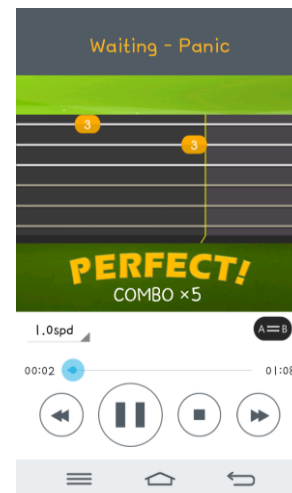 Waiting - Panic
3
3
PERFECT!
COMBO ×5
1.0spd
A B
00:02
01:08